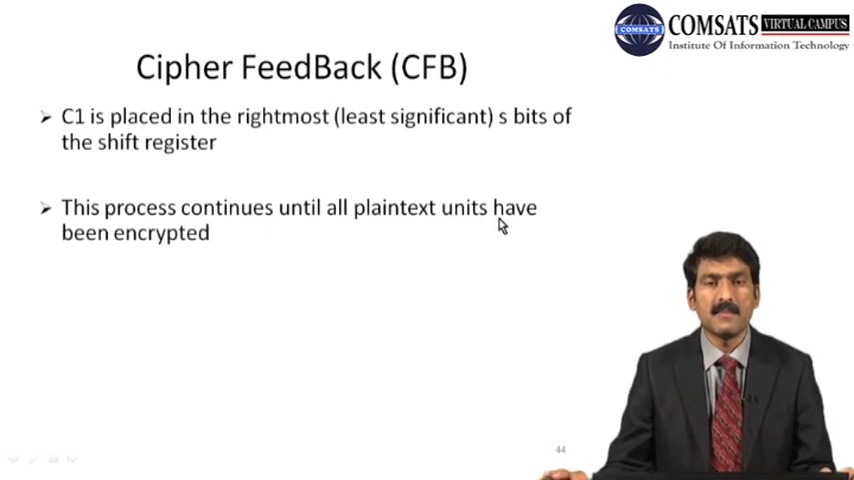 COMSATS VIRTUAL CAMPUS
COMSATS
Institute Of Information Technology
Cipher FeedBack (CFB)
➢ C1 is placed in the rightmost (least significant) s bits of
the shift register
➢ This process continues until all plaintext units have
been encrypted
44